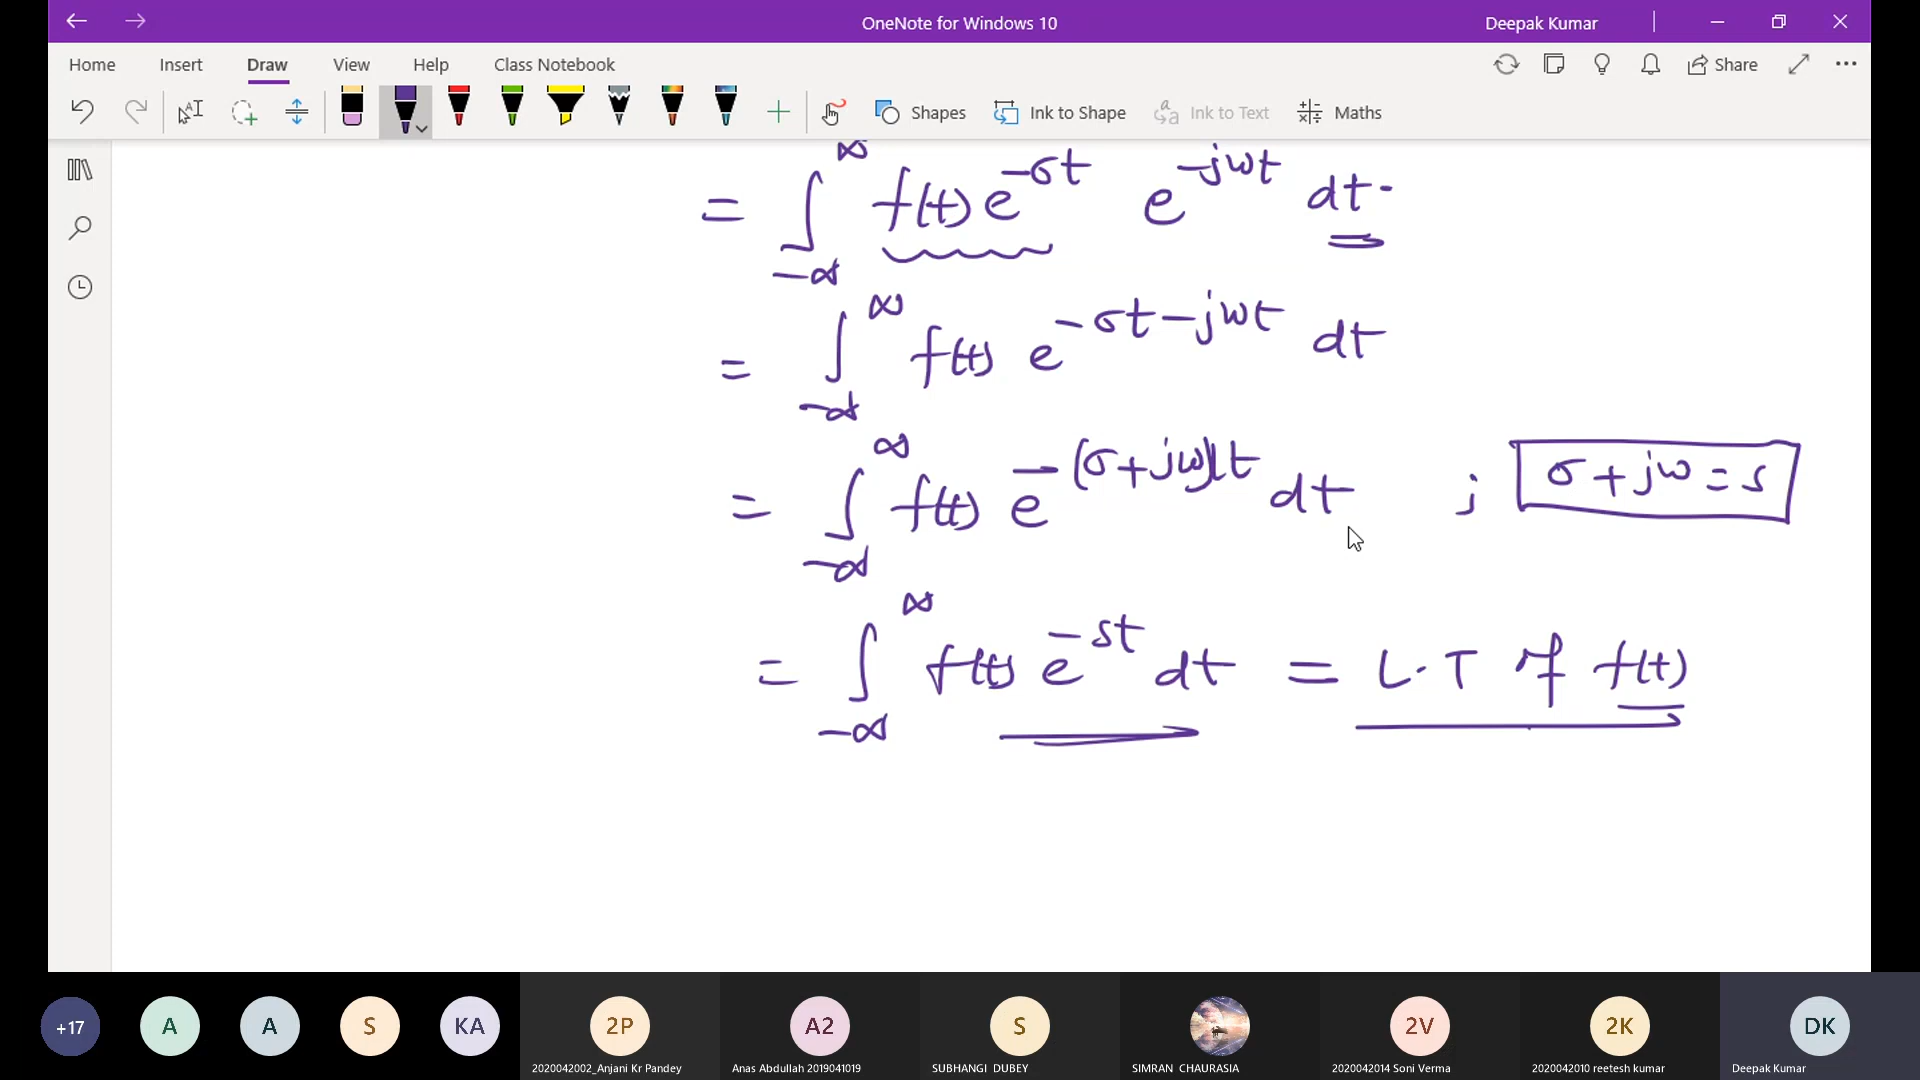 OneNote for Windows 10
Deepak Kumar
Home Insert Draw View Help Class Notebook
Share
Shapes Ink to Shape Ink to Text Maths
= ∫_{-∞}^{∞} f(t) e^{-σt} e^{-jωt} dt.
= ∫_{-∞}^{∞} f(t) e^{-σt-jωt} dt
= ∫_{-∞}^{∞} f(t) e^{-(σ+jω)t} dt ; σ+jω=s
= ∫_{-∞}^{∞} f(t) e^{-st} dt = L.T of f(t)
+17 A A S KA 2P A2 S 2V 2K DK
2020042002_Anjani Kr Pandey
Anas Abdullah 2019041019
SUBHANGI DUBEY
SIMRAN CHAURASIA
2020042014 Soni Verma
2020042010 reetesh kumar
Deepak Kumar